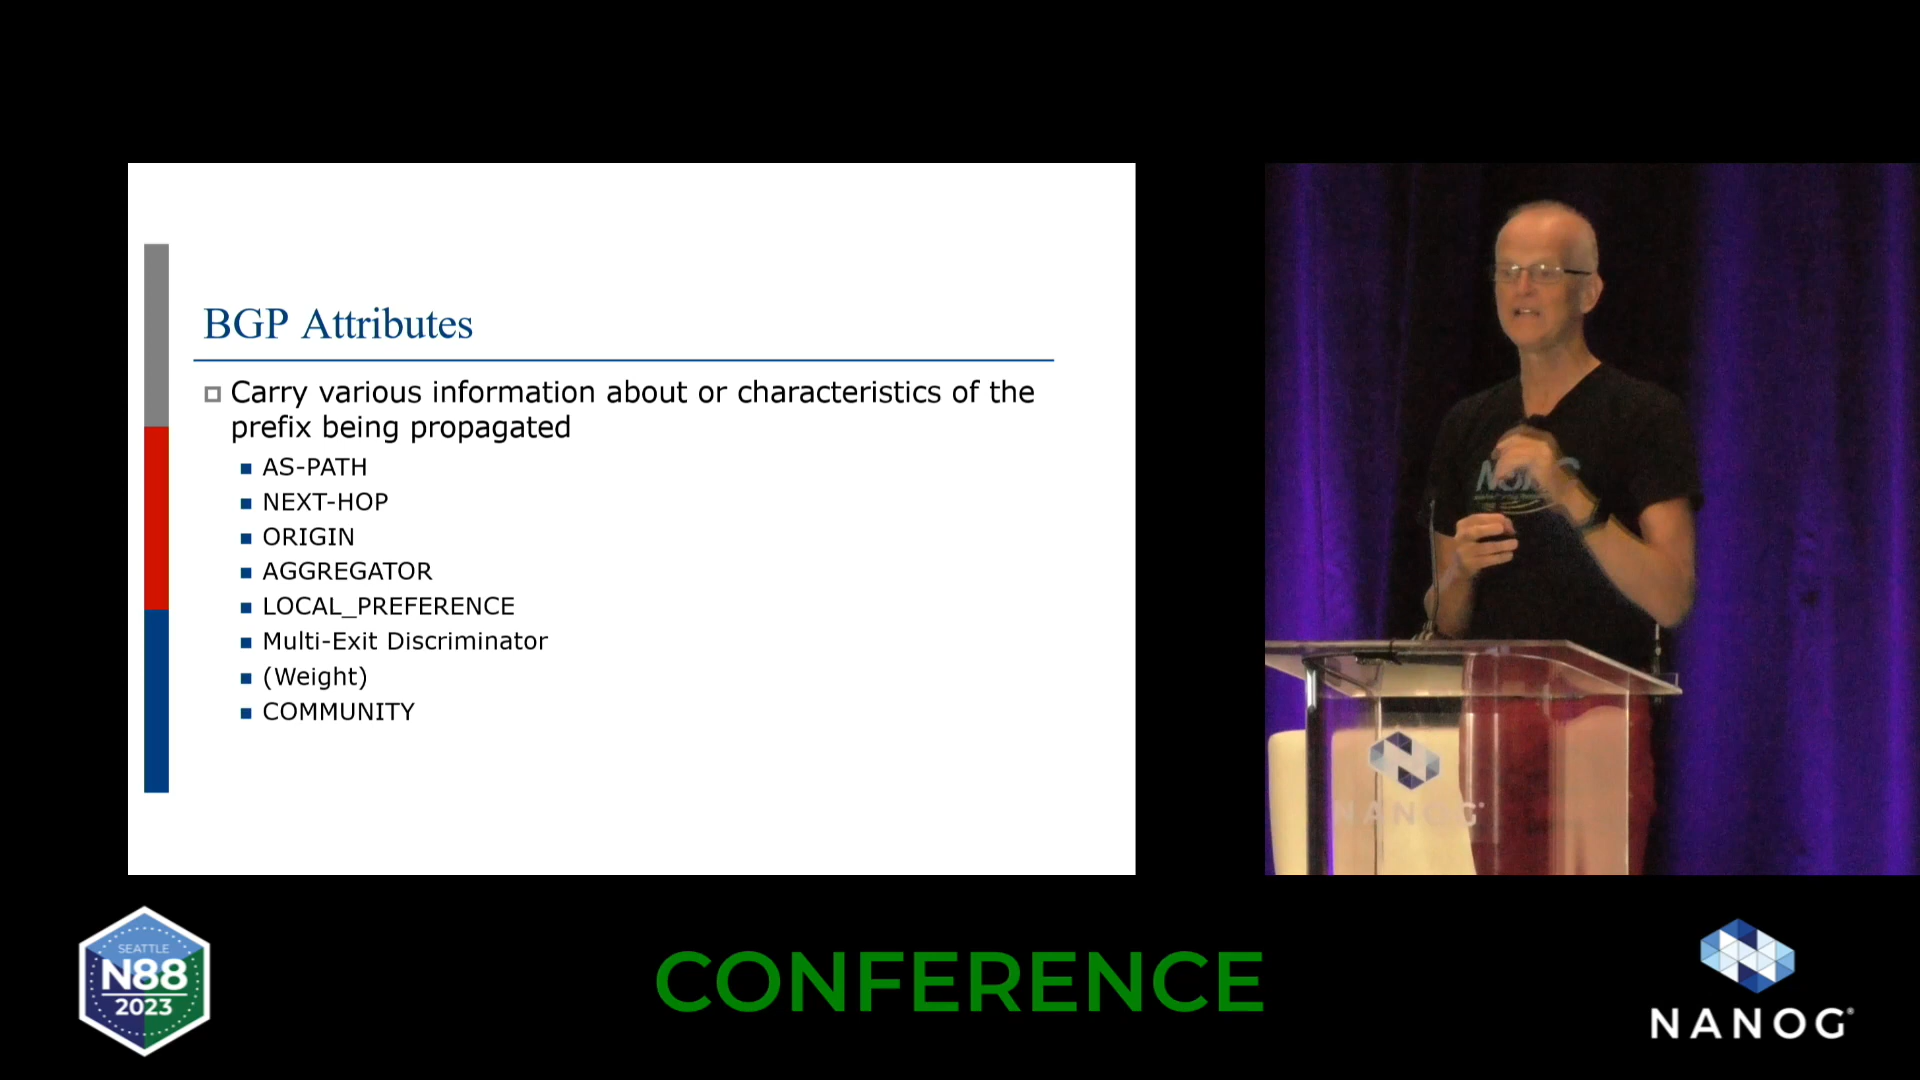 BGP Attributes
Carry various information about or characteristics of the
prefix being propagated
AS-PATH
NEXT-HOP
ORIGIN
AGGREGATOR
LOCAL_PREFERENCE
Multi-Exit Discriminator
(Weight)
COMMUNITY
NANOG
SEATTLE
N88
2023
CONFERENCE
NANOG®